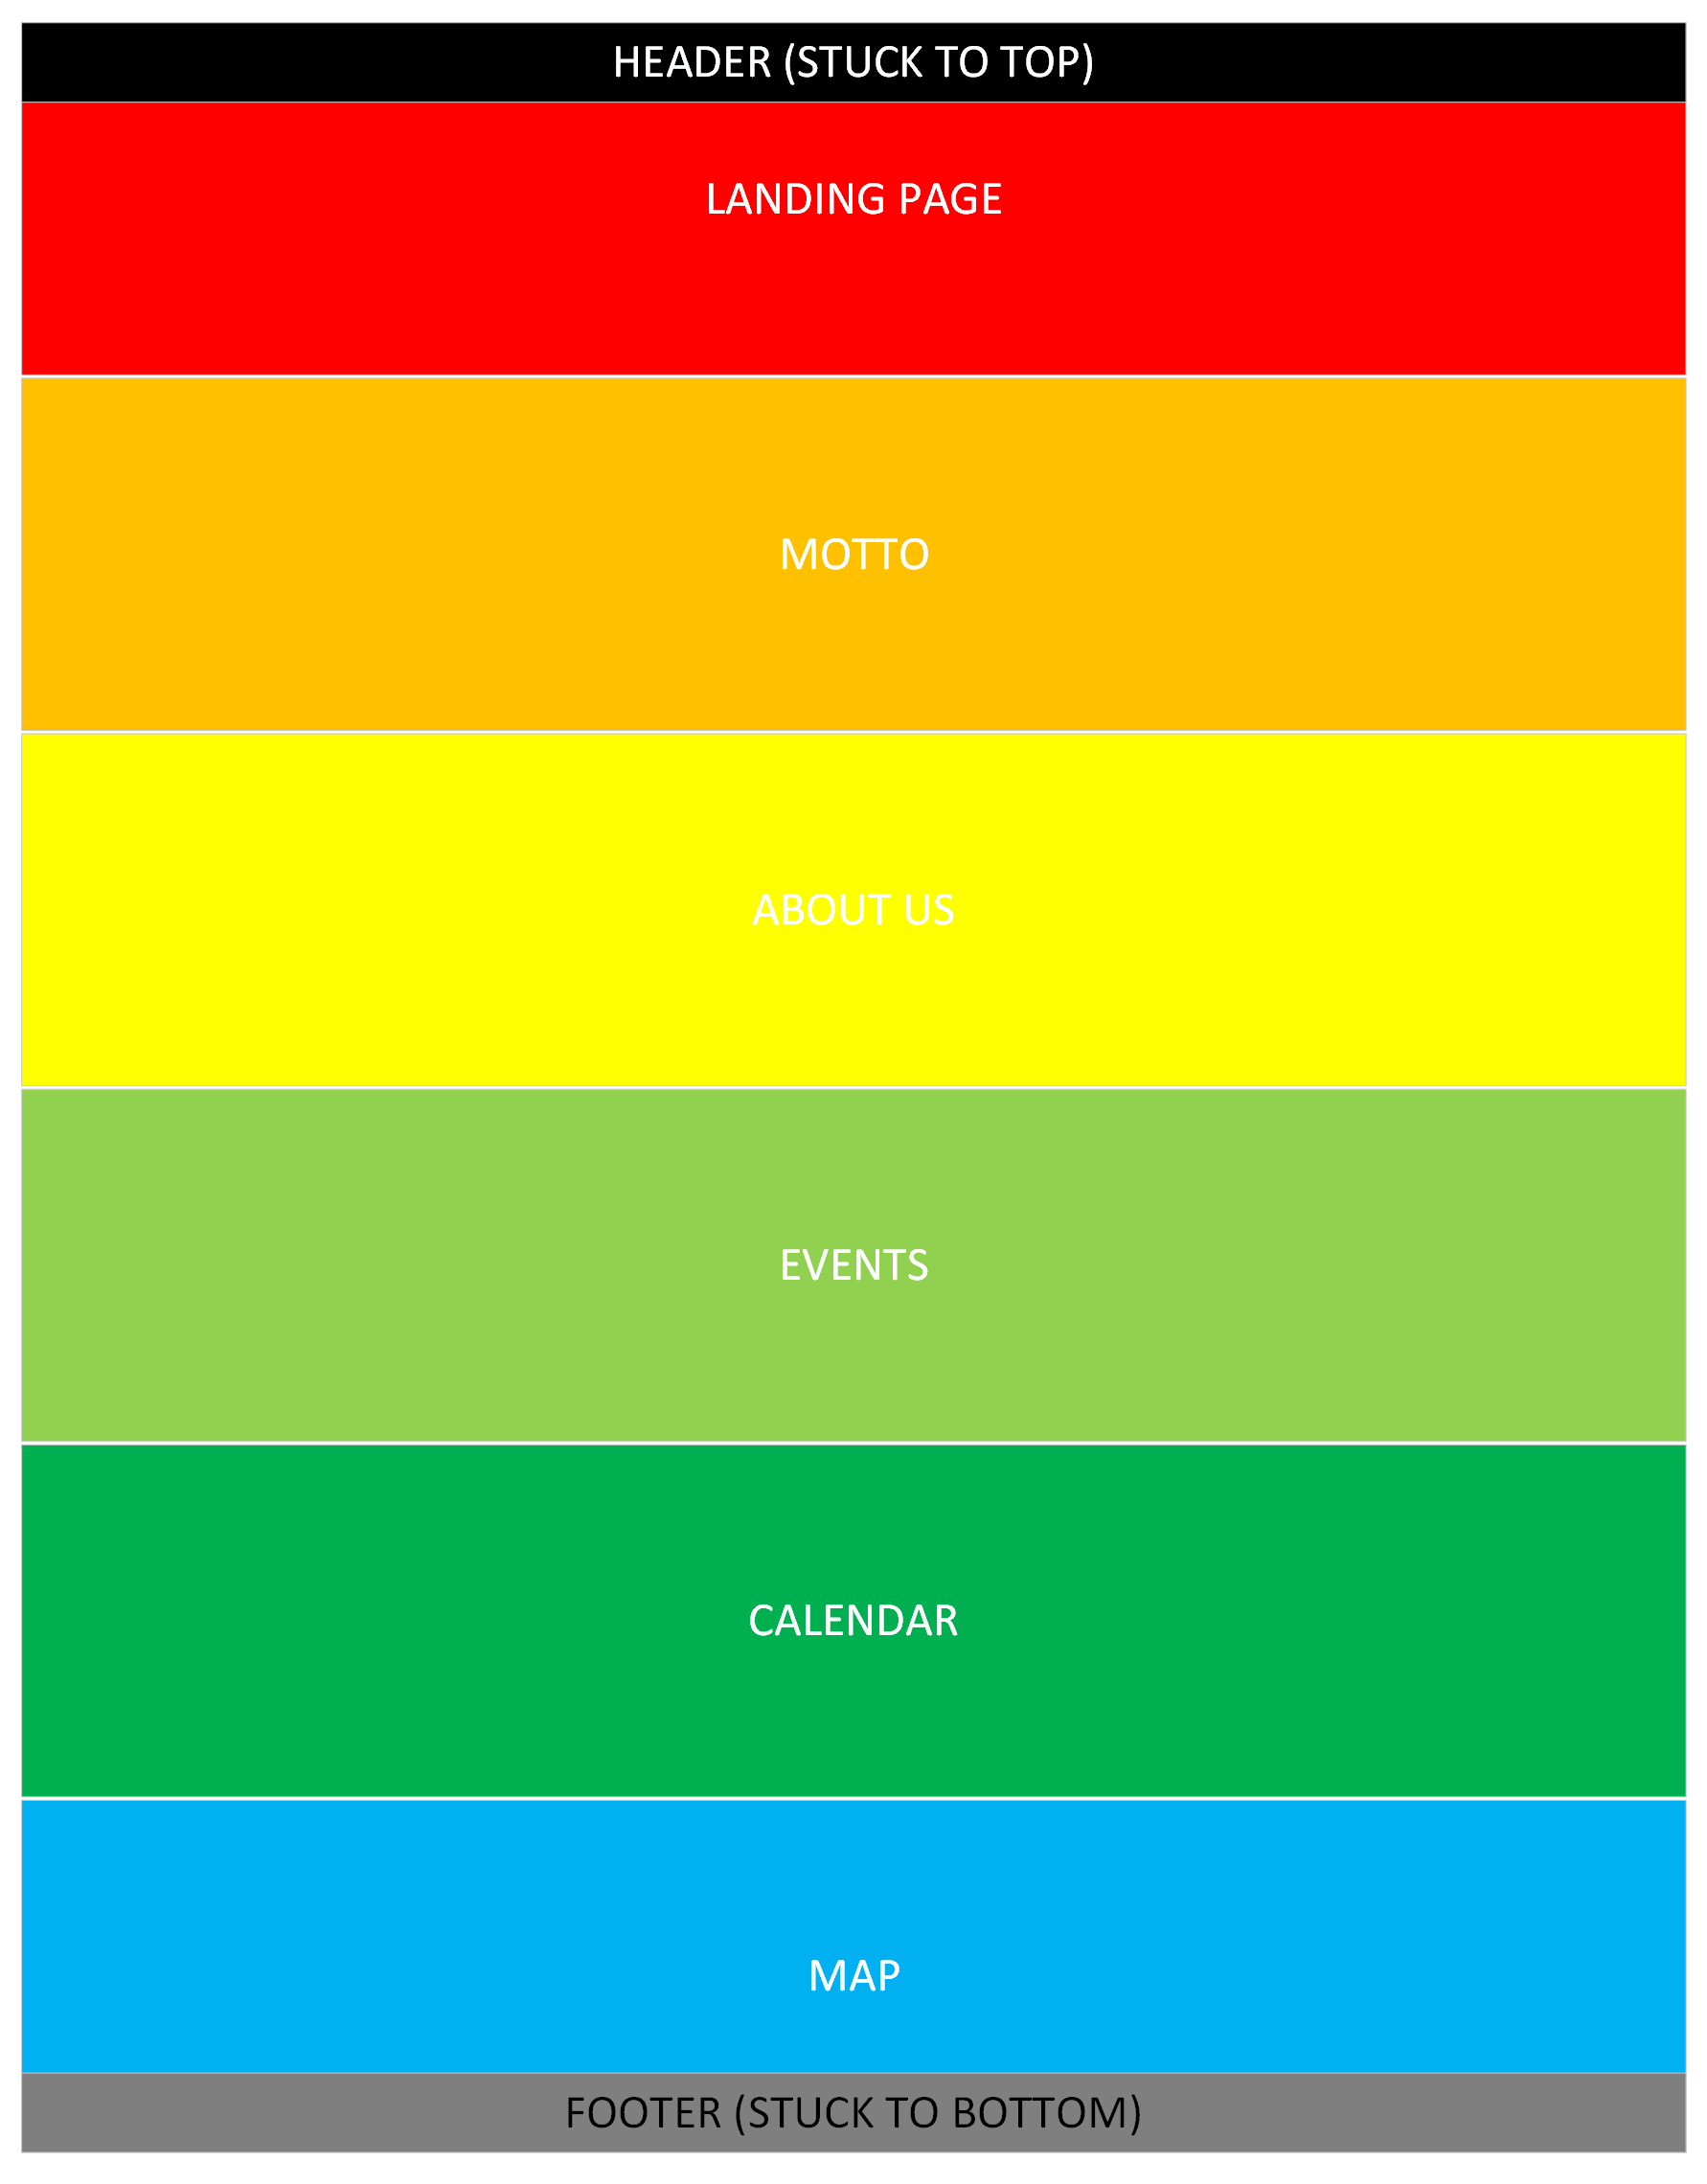 HEADER (STUCK TO TOP)
LANDING PAGE
MOTTO
ABOUT US
EVENTS
CALENDAR
MAP
FOOTER (STUCK TO BOTTOM)